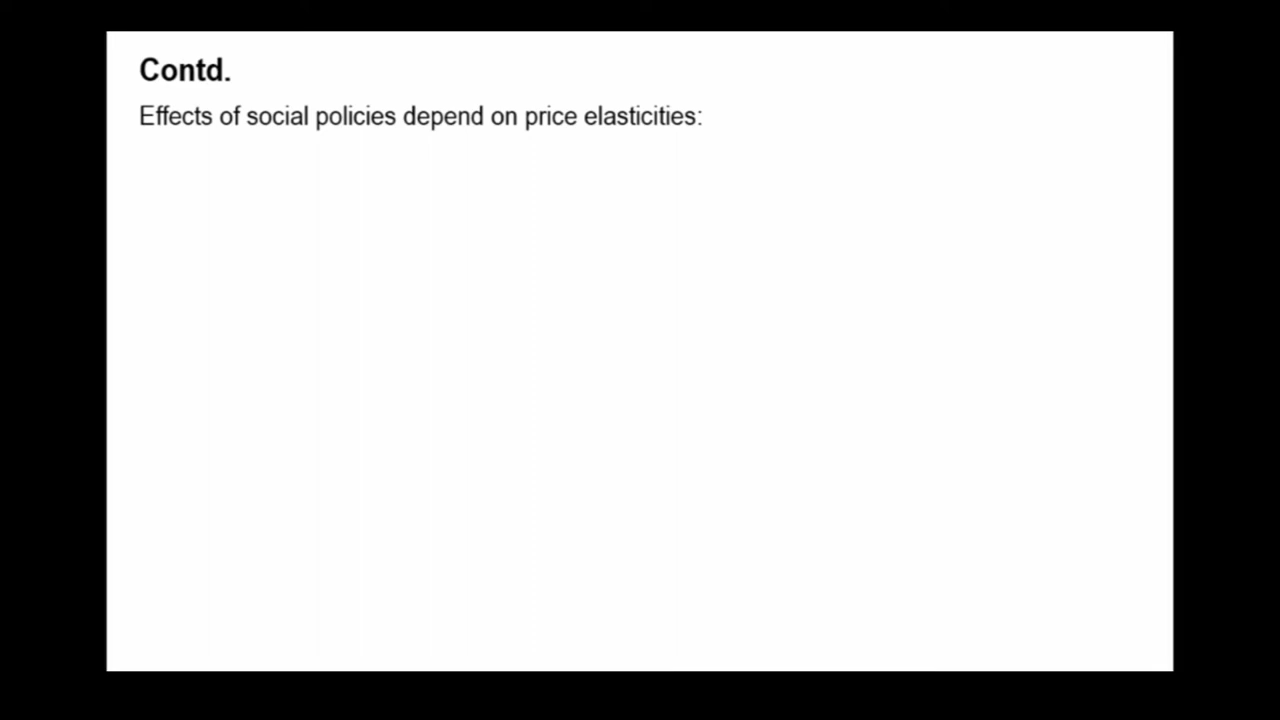 Contd.
Effects of social policies depend on price elasticities: